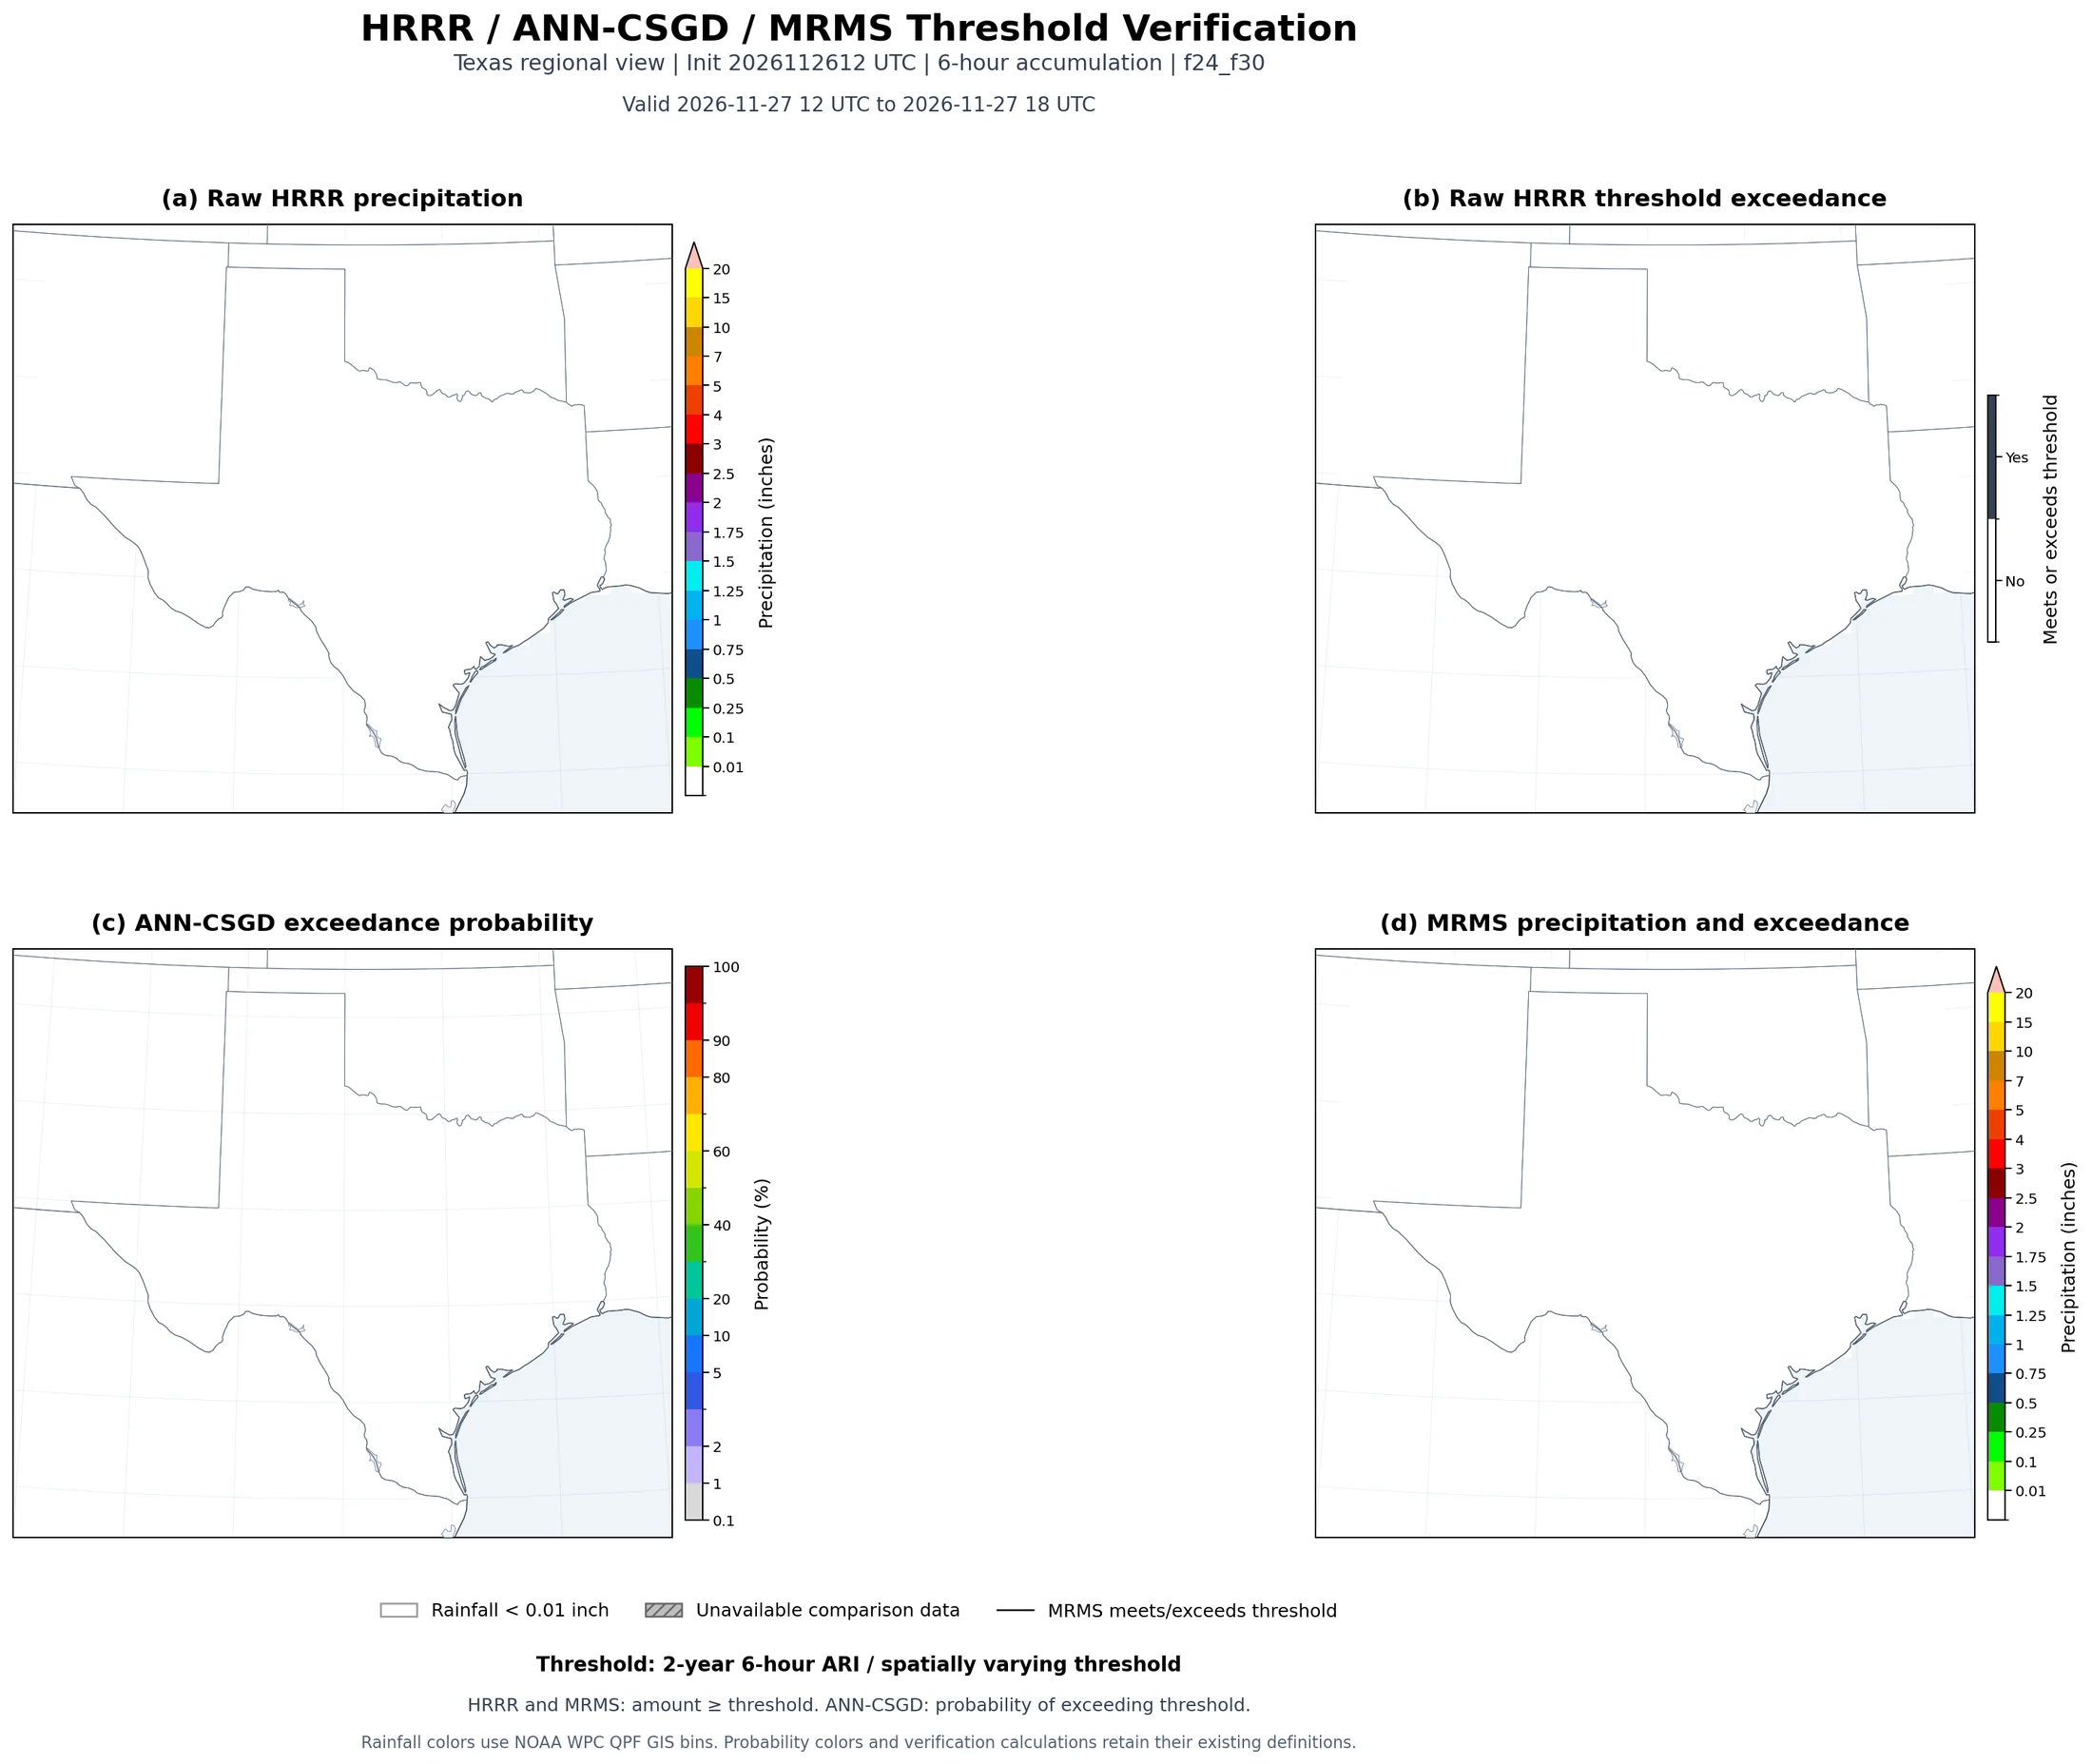 HRRR / ANN-CSGD / MRMS Threshold Verification
Texas regional view | Init 2026112612 UTC | 6-hour accumulation | f24_f30
Valid 2026-11-27 12 UTC to 2026-11-27 18 UTC
(a) Raw HRRR precipitation
20
15
10
7
5
4
3
2.5
2
1.75
1.5
1.25
1
0.75
0.5
0.25
0.1
0.01
Precipitation (inches)
(b) Raw HRRR threshold exceedance
Yes
No
Meets or exceeds threshold
(c) ANN-CSGD exceedance probability
100
90
80
60
40
20
10
5
2
1
0.1
Probability (%)
(d) MRMS precipitation and exceedance
20
15
10
7
5
4
3
2.5
2
1.75
1.5
1.25
1
0.75
0.5
0.25
0.1
0.01
Precipitation (inches)
Rainfall < 0.01 inch
Unavailable comparison data
MRMS meets/exceeds threshold
Threshold: 2-year 6-hour ARI / spatially varying threshold
HRRR and MRMS: amount ≥ threshold. ANN-CSGD: probability of exceeding threshold.
Rainfall colors use NOAA WPC QPF GIS bins. Probability colors and verification calculations retain their existing definitions.